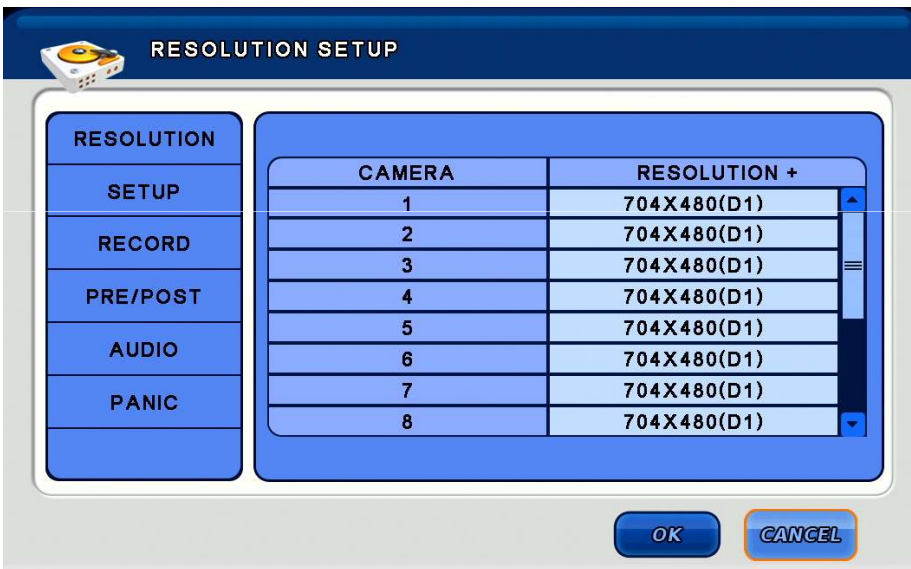 RESOLUTION SETUP
RESOLUTION
SETUP
RECORD
PRE/POST
AUDIO
PANIC
CAMERA RESOLUTION +
1 704X480(D1)
2 704X480(D1)
3 704X480(D1)
4 704X480(D1)
5 704X480(D1)
6 704X480(D1)
7 704X480(D1)
8 704X480(D1)
OK CANCEL